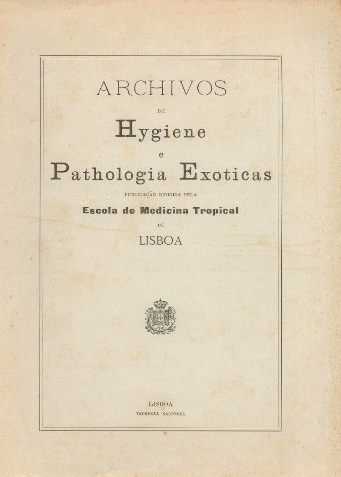 ARCHIVOS
DE
Hygiene
e
Pathologia Exoticas
PUBLICAÇÃO DIRIGIDA PELA
Escola de Medicina Tropical
DE
LISBOA
LISBOA
IMPRENSA NACIONAL